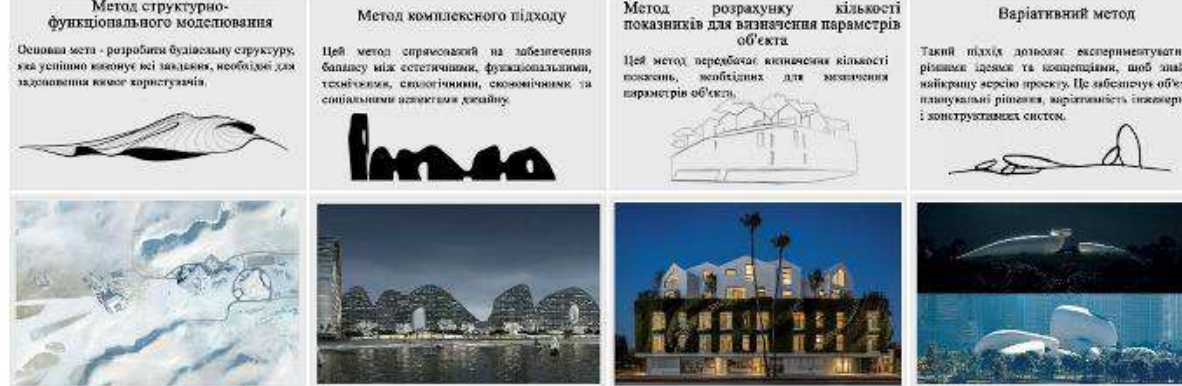 Метод структурно-
функціонального моделювання
Основна мета - розробити будівельну структуру,
яка успішно виконує всі завдання, необхідні для
задоволення вимог користувачів.
Метод комплексного підходу
Цей метод спрямований на забезпечення
балансу між естетичними, функціональними,
технічними, екологічними, економічними та
соціальними аспектами дизайну.
Метод розрахунку кількості
показників для визначення параметрів
об'єкта
Цей метод передбачає визначення кількості
показань, необхідних для визначення
параметрів об'єкта.
Варіативний метод
Такий підхід дозволяє експериментувати
різними ідеями та концепціями, щоб знай
найкращу версію проекту. Це забезпечує об'єк
планувальні рішення, варіативність інженерн
і конструктивних систем.